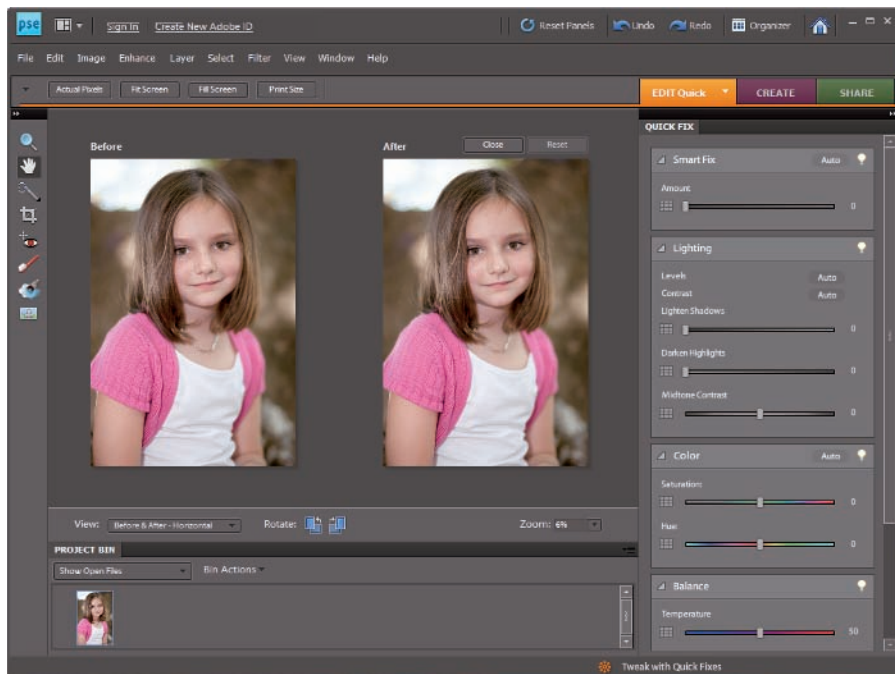 pse
Sign In Create New Adobe ID
Reset Panels Undo Redo Organizer
File Edit Image Enhance Layer Select Filter View Window Help
Actual Pixels Fit Screen Fill Screen Print Size
EDIT Quick CREATE SHARE
QUICK FIX
Before
After Close Reset
Smart Fix Auto
Amount
0
Lighting
Levels Auto
Contrast Auto
Lighten Shadows
0
Darken Highlights
0
Midtone Contrast
0
Color Auto
Saturation:
0
Hue:
0
Balance
Temperature
50
View: Before & After - Horizontal Rotate: Zoom: 6%
PROJECT BIN
Show Open Files Bin Actions
Tweak with Quick Fixes